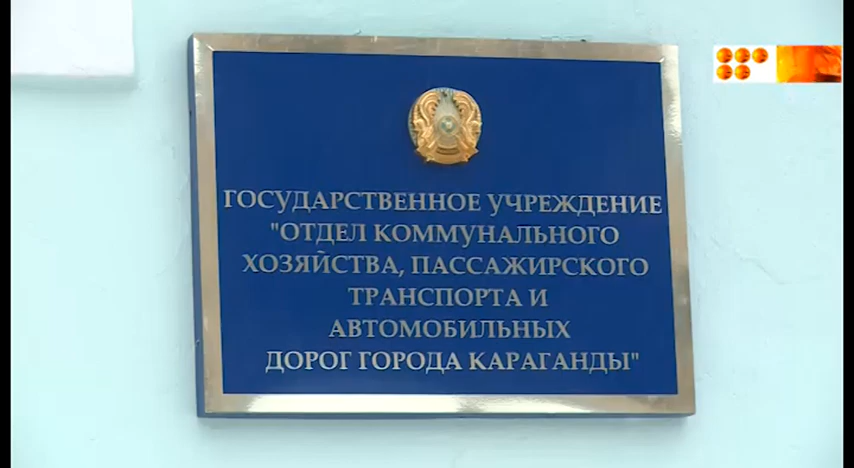 ГОСУДАРСТВЕННОЕ УЧРЕЖДЕНИЕ
"ОТДЕЛ КОММУНАЛЬНОГО
ХОЗЯЙСТВА, ПАССАЖИРСКОГО
ТРАНСПОРТА И
АВТОМОБИЛЬНЫХ
ДОРОГ ГОРОДА КАРАГАНДЫ"